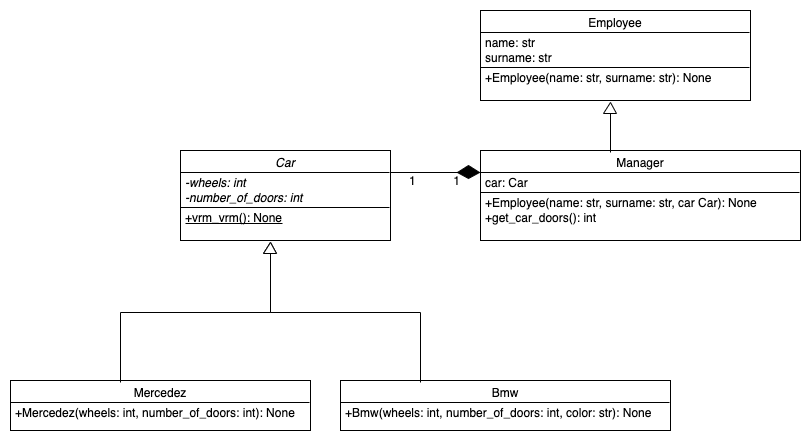 Employee
name: str
surname: str
+Employee(name: str, surname: str): None
Car
-wheels: int
-number_of_doors: int
+vrm_vrm(): None
1
1
Manager
car: Car
+Employee(name: str, surname: str, car Car): None
+get_car_doors(): int
Mercedez
+Mercedez(wheels: int, number_of_doors: int): None
Bmw
+Bmw(wheels: int, number_of_doors: int, color: str): None